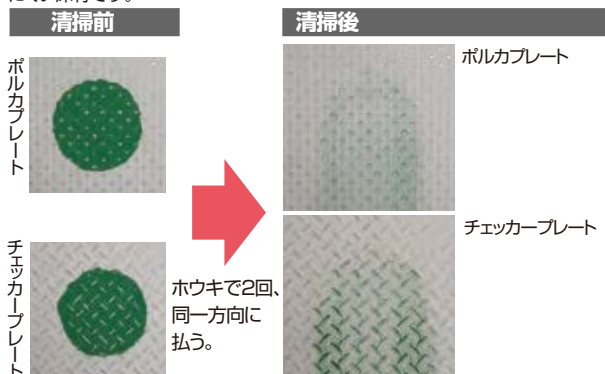 清掃前
清掃後
ポルカプレート
ポルカプレート
チェッカープレート
チェッカープレート
ホウキで2回、
同一方向に
払う。